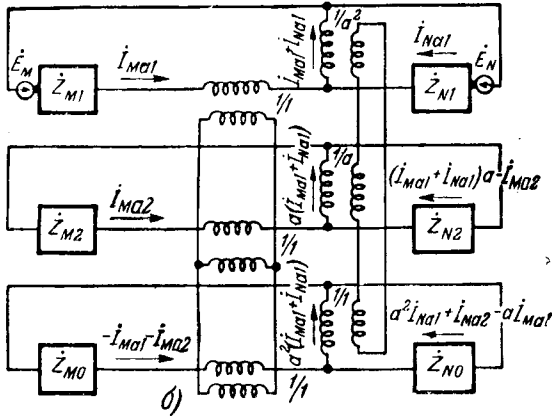 1/a²
İ_Ma1
İ_Ma1 + İ_Na1
İ_Na1
Ė_M
Ė_N
Ż_M1
Ż_N1
1/1
1/a
İ_Ma2
a(İ_Ma1 + İ_Na1)
(İ_Ma1 + İ_Na1)a - İ_Ma2
Ż_M2
Ż_N2
1/1
1/1
-İ_Ma1 - İ_Ma2
a²(İ_Ma1 + İ_Na1)
a²İ_Na1 + İ_Ma2 - aİ_Ma1
Ż_M0
Ż_N0
1/1
б)